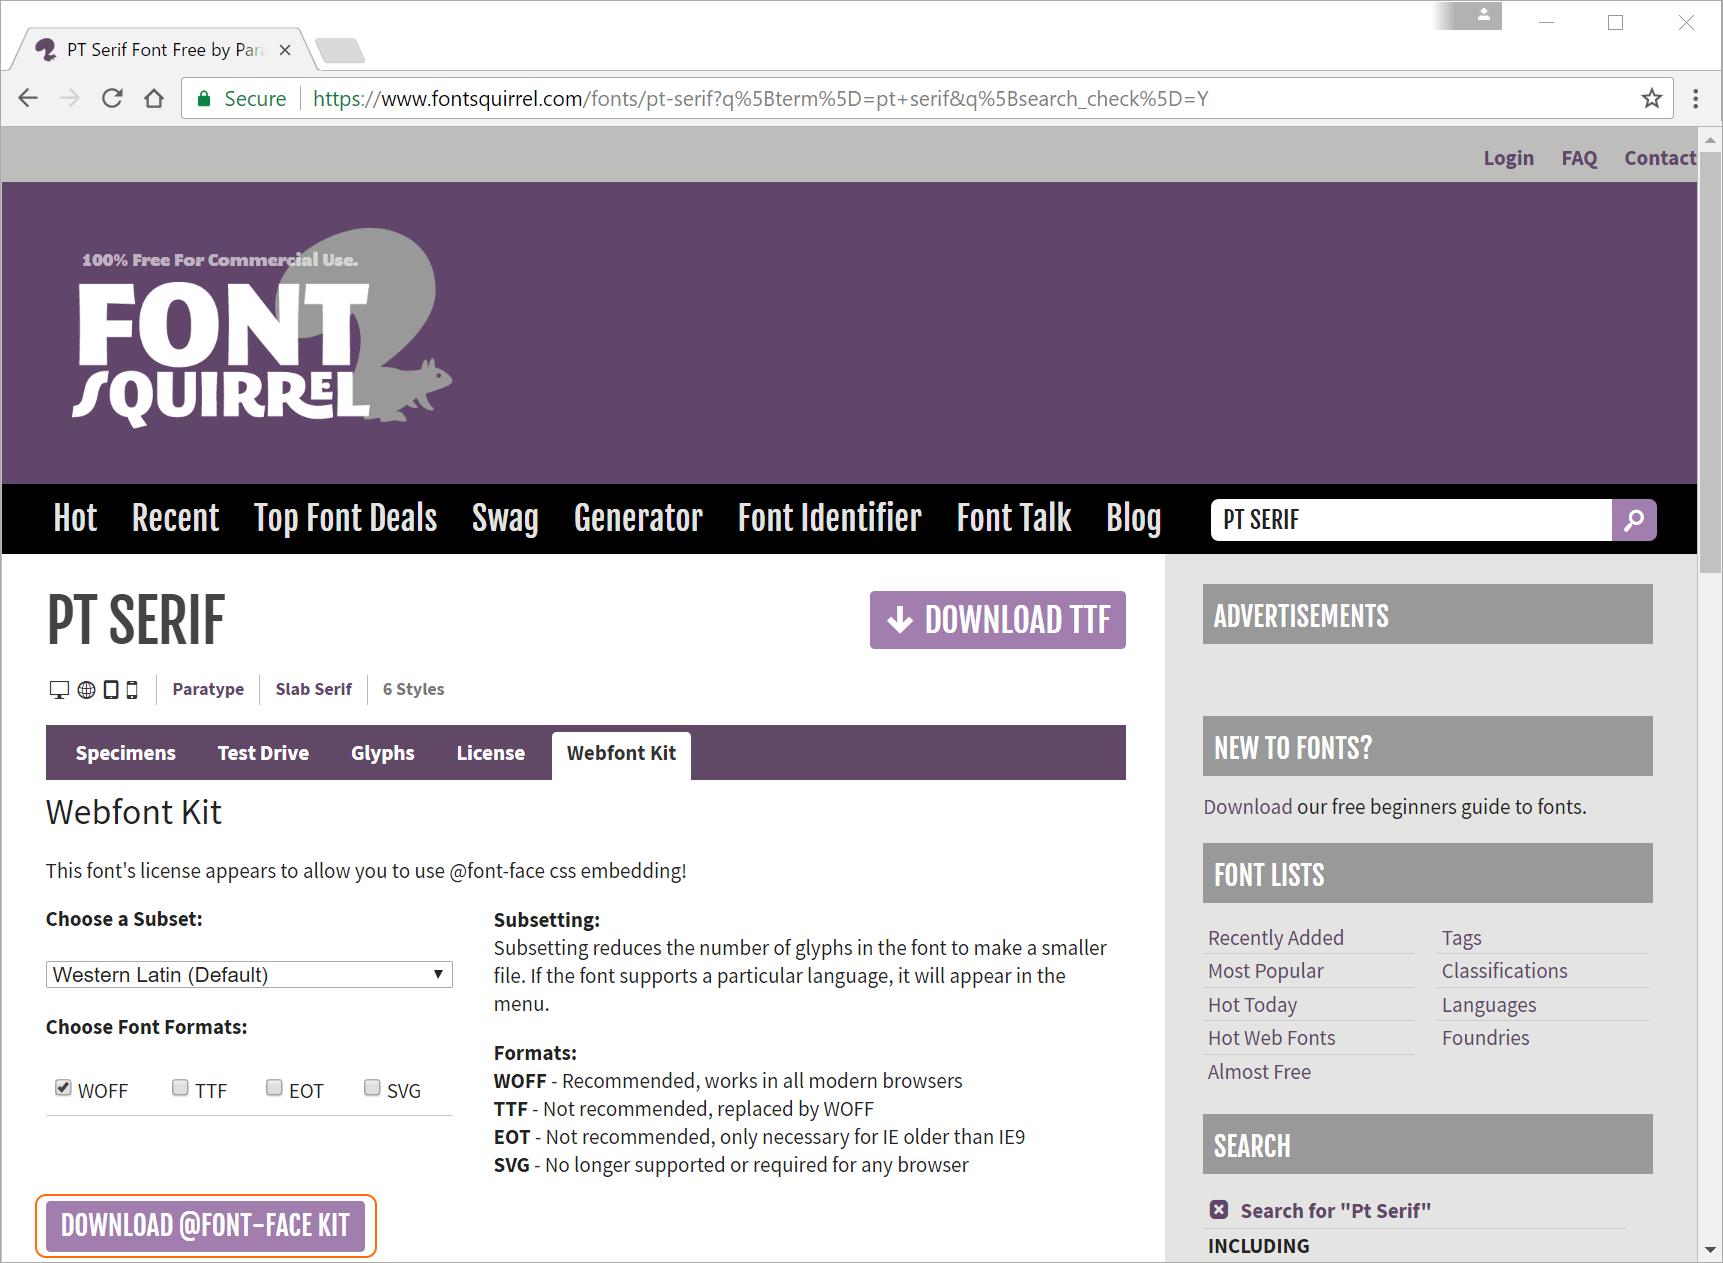 PT Serif Font Free by Par
Secure
https://www.fontsquirrel.com/fonts/pt-serif?q%5Bterm%5D=pt+serif&q%5Bsearch_check%5D=Y
Login FAQ Contact
100% Free For Commercial Use.
FONT
SQUIRREL
Hot Recent Top Font Deals Swag Generator Font Identifier Font Talk Blog
PT SERIF
PT SERIF
DOWNLOAD TTF
Paratype Slab Serif 6 Styles
Specimens Test Drive Glyphs License Webfont Kit
Webfont Kit
This font's license appears to allow you to use @font-face css embedding!
Choose a Subset:
Western Latin (Default)
Choose Font Formats:
WOFF TTF EOT SVG
DOWNLOAD @FONT-FACE KIT
Subsetting:
Subsetting reduces the number of glyphs in the font to make a smaller
file. If the font supports a particular language, it will appear in the
menu.
Formats:
WOFF - Recommended, works in all modern browsers
TTF - Not recommended, replaced by WOFF
EOT - Not recommended, only necessary for IE older than IE9
SVG - No longer supported or required for any browser
ADVERTISEMENTS
NEW TO FONTS?
Download our free beginners guide to fonts.
FONT LISTS
Recently Added
Most Popular
Hot Today
Hot Web Fonts
Almost Free
Tags
Classifications
Languages
Foundries
SEARCH
Search for "Pt Serif"
INCLUDING